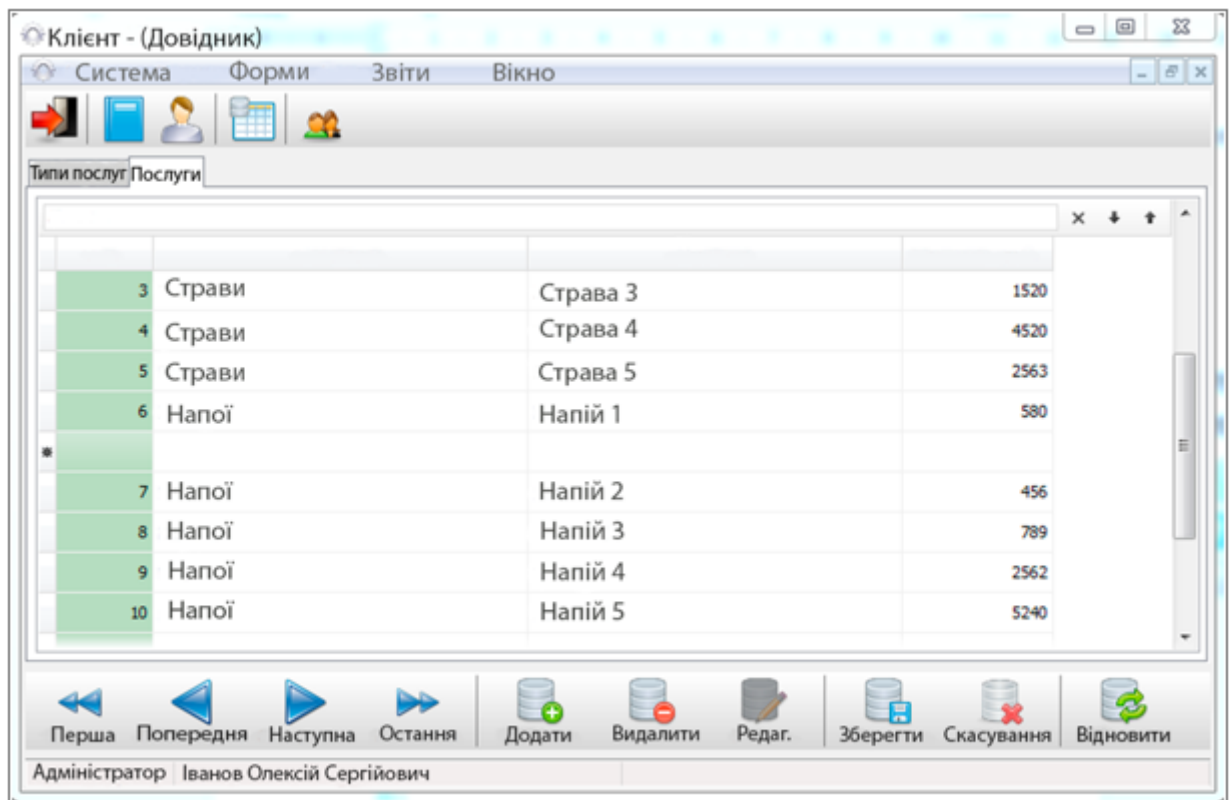 Клієнт - (Довідник)
Система Форми Звіти Вікно
Типи послуг Послуги
3 Страви Страва 3 1520
4 Страви Страва 4 4520
5 Страви Страва 5 2563
6 Напої Напій 1 580
7 Напої Напій 2 456
8 Напої Напій 3 789
9 Напої Напій 4 2562
10 Напої Напій 5 5240
Перша Попередня Наступна Остання Додати Видалити Редаг. Зберегти Скасування Відновити
Адміністратор Іванов Олексій Сергійович